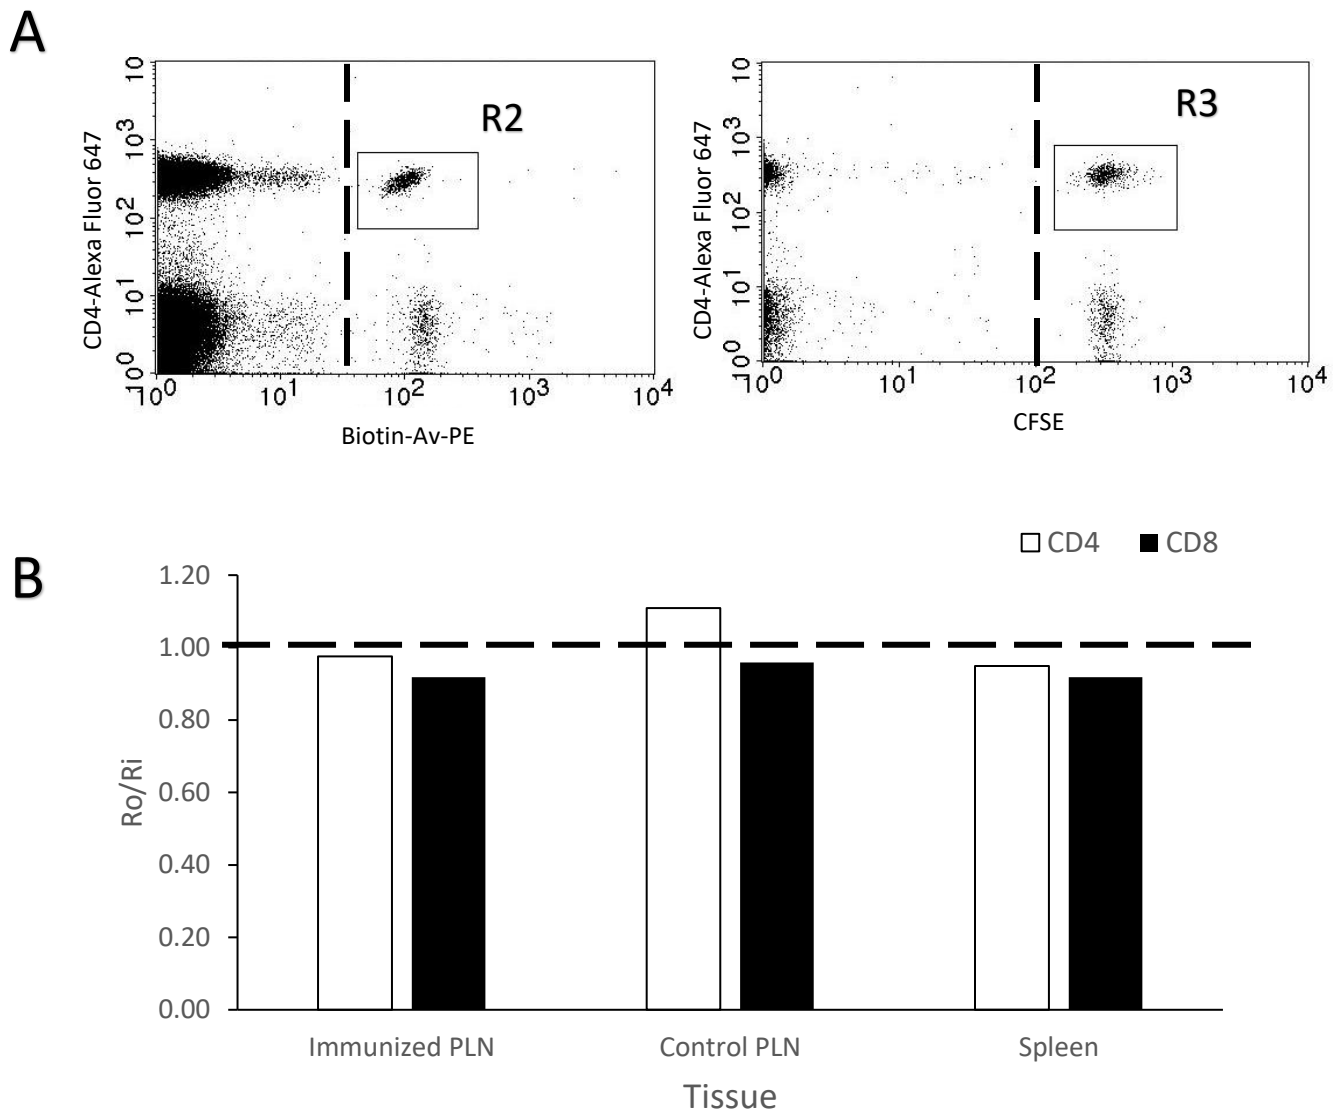 A
CD4-Alexa Fluor 647
10
10³
10²
10¹
10⁰
R2
10⁰ 10¹ 10² 10³ 10⁴
Biotin-Av-PE
CD4-Alexa Fluor 647
10
10³
10²
10¹
10⁰
R3
10⁰ 10¹ 10² 10³ 10⁴
CFSE
B
CD4 CD8
Ro/Ri
1.20
1.00
0.80
0.60
0.40
0.20
0.00
Immunized PLN Control PLN Spleen
Tissue